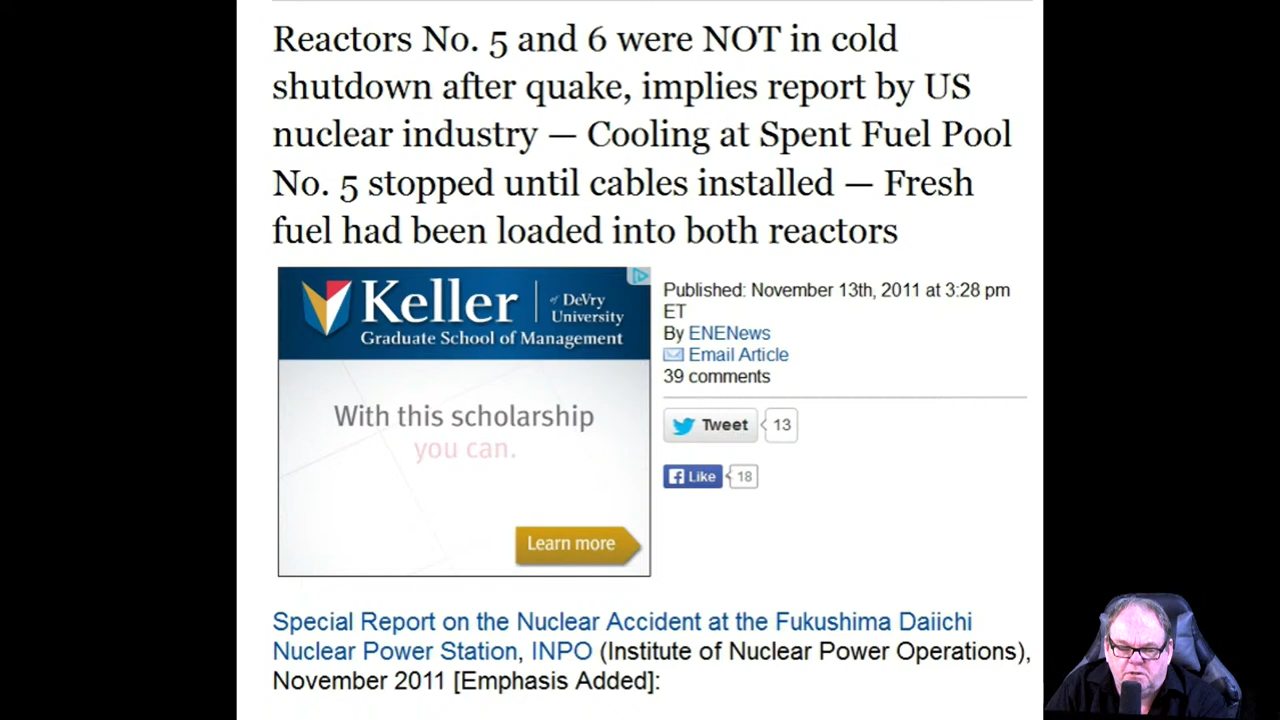 Reactors No. 5 and 6 were NOT in cold
shutdown after quake, implies report by US
nuclear industry — Cooling at Spent Fuel Pool
No. 5 stopped until cables installed — Fresh
fuel had been loaded into both reactors
Keller
of DeVry
University
Graduate School of Management
With this scholarship
you can.
Learn more
Published: November 13th, 2011 at 3:28 pm
ET
By ENENews
Email Article
39 comments
Tweet 13
Like 18
Special Report on the Nuclear Accident at the Fukushima Daiichi
Nuclear Power Station, INPO (Institute of Nuclear Power Operations),
November 2011 [Emphasis Added]: